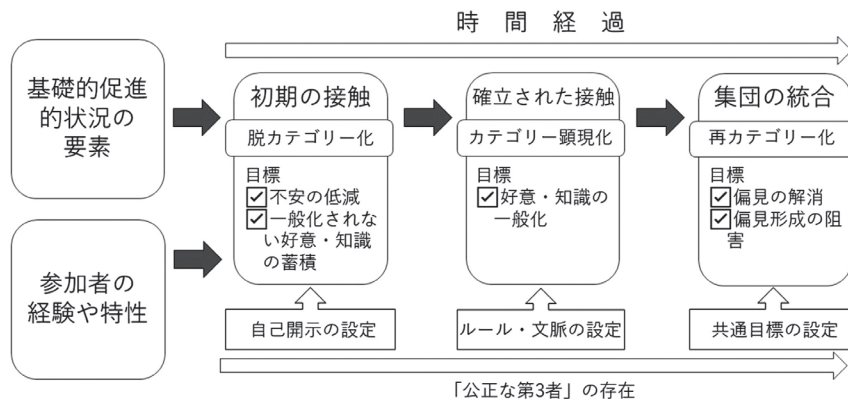 時間経過
基礎的促進
的状況の
要素
参加者の
経験や特性
初期の接触
脱カテゴリー化
目標
不安の低減
一般化されな
い好意・知識
の蓄積
自己開示の設定
確立された接触
カテゴリー顕現化
目標
好意・知識の
一般化
ルール・文脈の設定
集団の統合
再カテゴリー化
目標
偏見の解消
偏見形成の阻
害
共通目標の設定
「公正な第3者」の存在